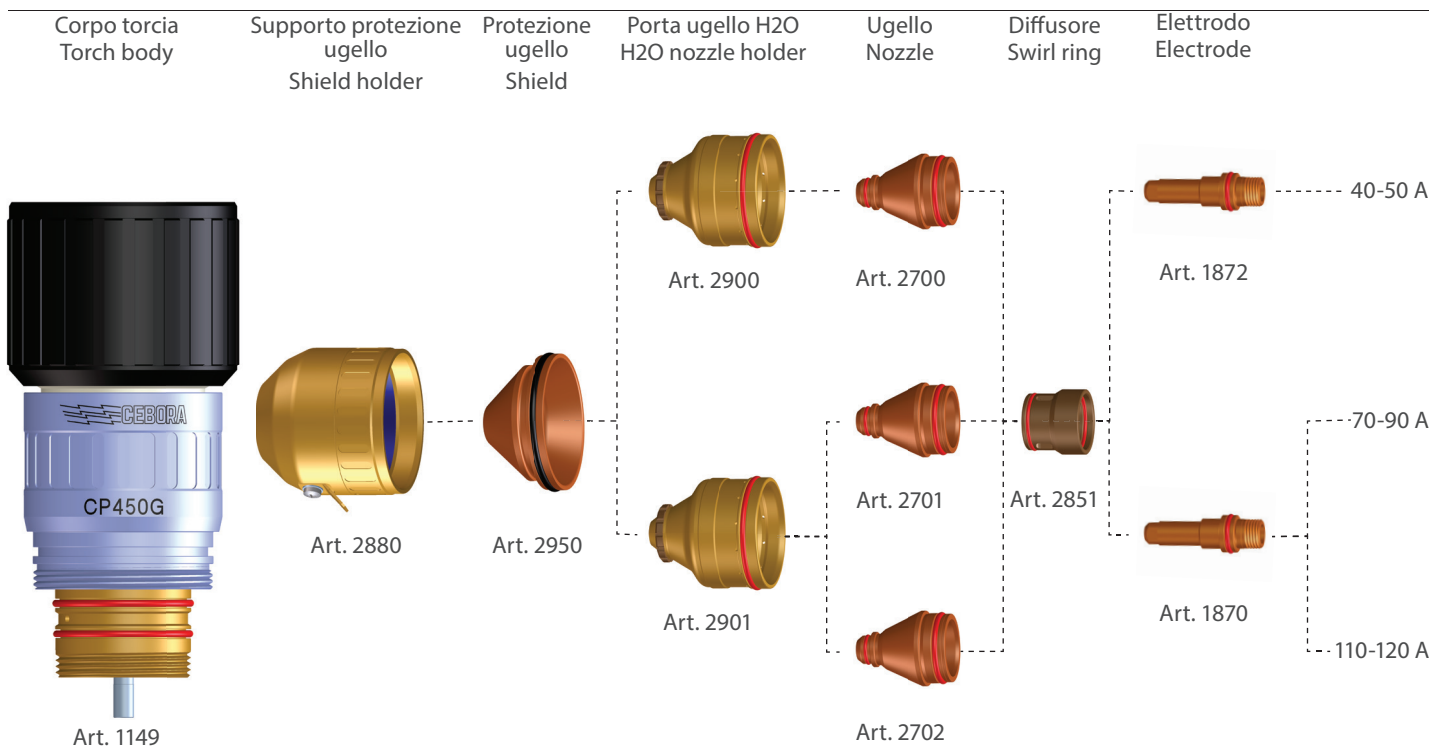 Corpo torcia
Torch body
Supporto protezione
ugello
Shield holder
Protezione
ugello
Shield
Porta ugello H2O
H2O nozzle holder
Ugello
Nozzle
Diffusore
Swirl ring
Elettrodo
Electrode
40-50 A
Art. 2900
Art. 2700
Art. 1872
CEBORA
CP450G
70-90 A
Art. 2880
Art. 2950
Art. 2701
Art. 2851
Art. 2901
Art. 1870
110-120 A
Art. 1149
Art. 2702